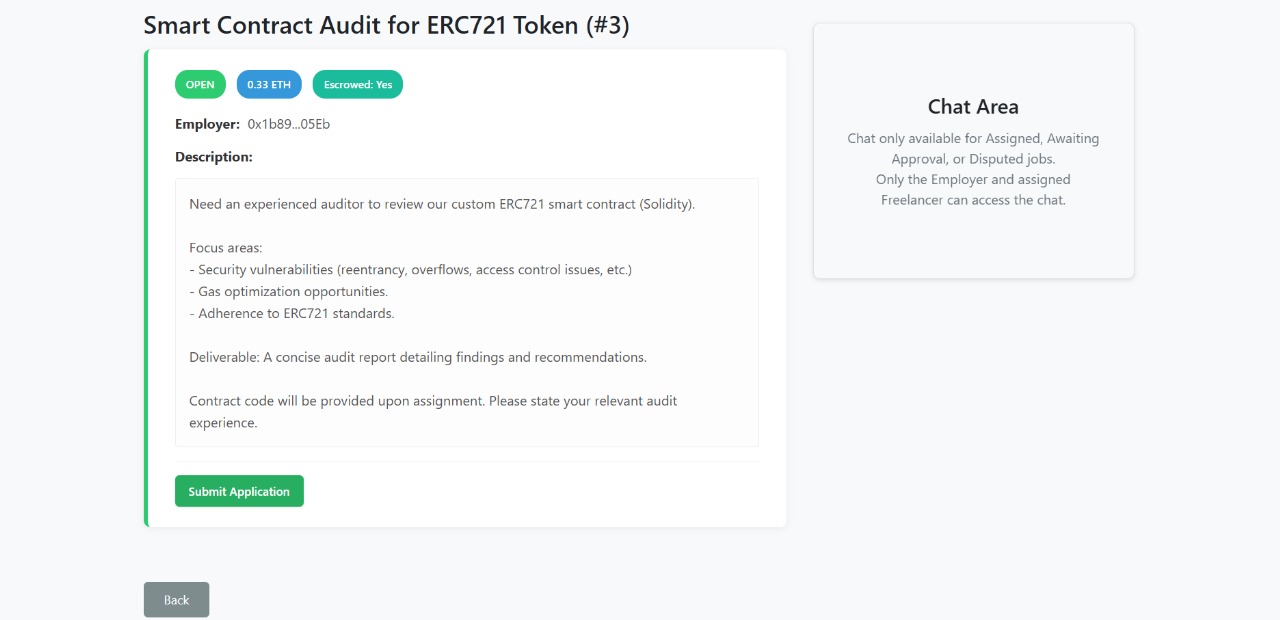 Smart Contract Audit for ERC721 Token (#3)
OPEN
0.33 ETH
Escrowed: Yes
Employer: 0x1b89...05Eb
Description:
Need an experienced auditor to review our custom ERC721 smart contract (Solidity).
Focus areas:
- Security vulnerabilities (reentrancy, overflows, access control issues, etc.)
- Gas optimization opportunities.
- Adherence to ERC721 standards.
Deliverable: A concise audit report detailing findings and recommendations.
Contract code will be provided upon assignment. Please state your relevant audit
experience.
Submit Application
Back
Chat Area
Chat only available for Assigned, Awaiting
Approval, or Disputed jobs.
Only the Employer and assigned
Freelancer can access the chat.